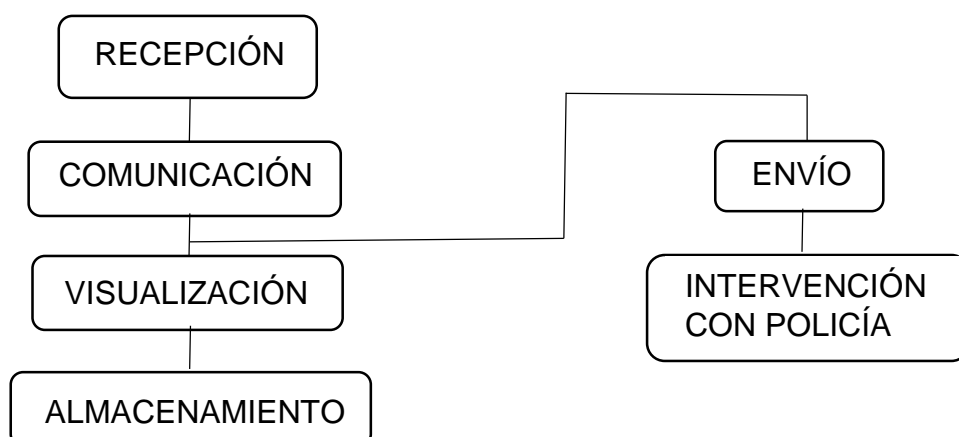 RECEPCIÓN
COMUNICACIÓN
VISUALIZACIÓN
ALMACENAMIENTO
ENVÍO
INTERVENCIÓN
CON POLICÍA